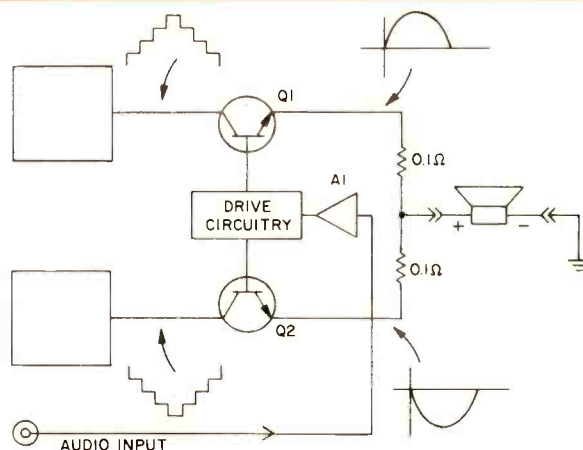 Q1
0.1Ω
A1
DRIVE
CIRCUITRY
+ -
0.1Ω
Q2
AUDIO INPUT